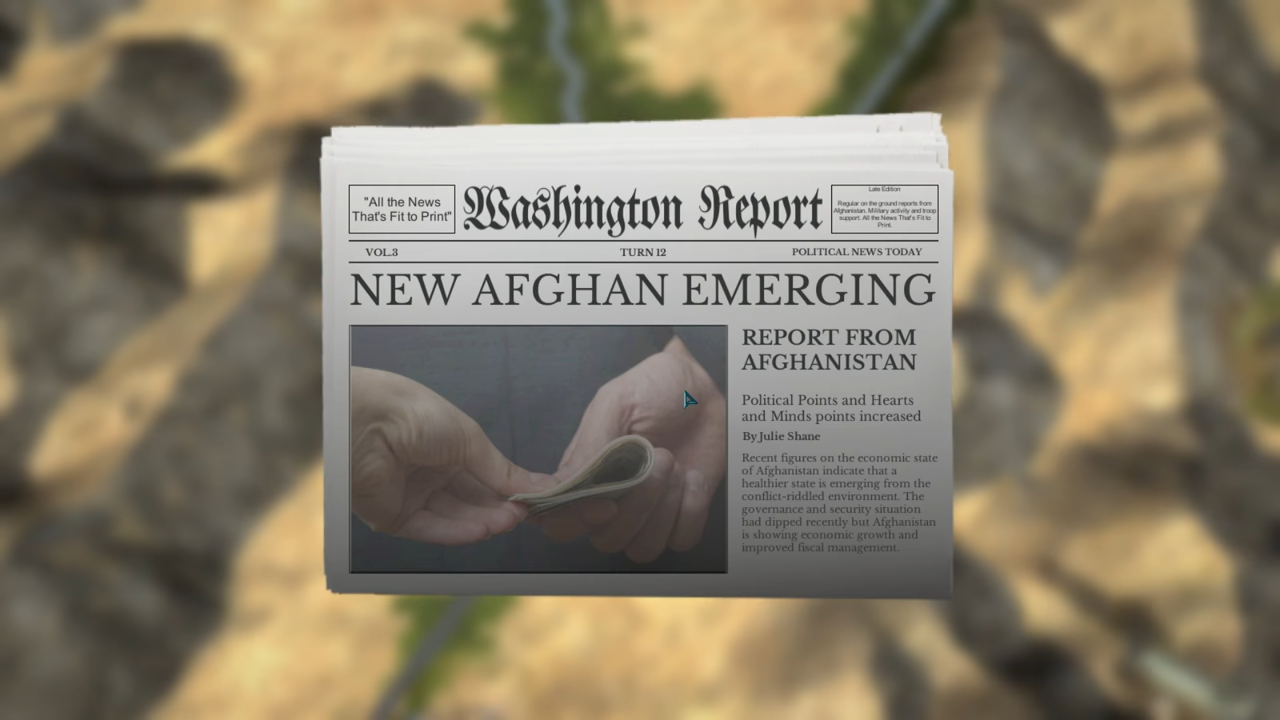 "All the News
That's Fit to Print"
Washington Report
Late Edition
Regular on the ground reports from
Afghanistan. Military activity and troop
support. All the News That's Fit to
Print.
VOL.3
TURN 12
POLITICAL NEWS TODAY
NEW AFGHAN EMERGING
REPORT FROM
AFGHANISTAN
Political Points and Hearts
and Minds points increased
By Julie Shane
Recent figures on the economic state
of Afghanistan indicate that a
healthier state is emerging from the
conflict-riddled environment. The
governance and security situation
had dipped recently but Afghanistan
is showing economic growth and
improved fiscal management.